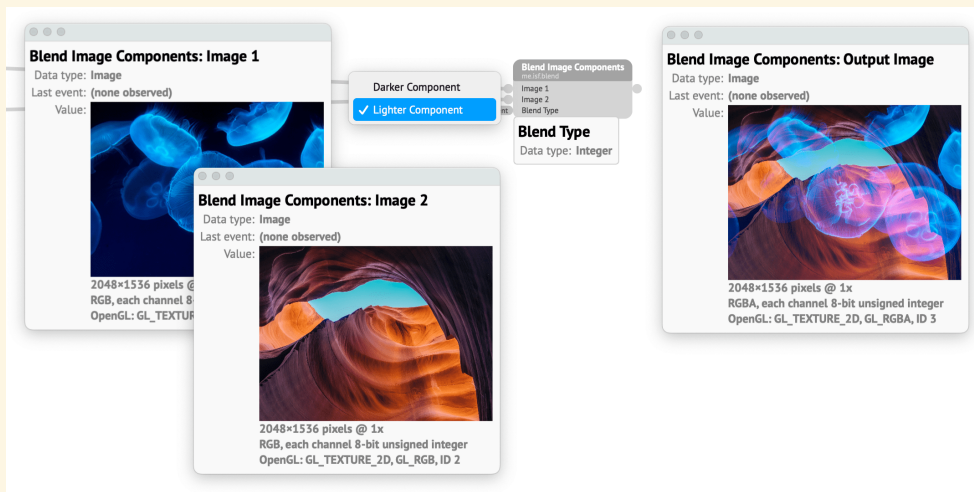 Blend Image Components: Image 1
Data type: Image
Last event: (none observed)
Value:
2048×1536 pixels @
RGB, each channel 8-
OpenGL: GL_TEXTUR
Blend Image Components: Image 2
Data type: Image
Last event: (none observed)
Value:
2048×1536 pixels @ 1x
RGB, each channel 8-bit unsigned integer
OpenGL: GL_TEXTURE_2D, GL_RGB, ID 2
Darker Component
✓ Lighter Component
Blend Image Components
me.isf.blend
Image 1
Image 2
Blend Type
Blend Type
Data type: Integer
Blend Image Components: Output Image
Data type: Image
Last event: (none observed)
Value:
2048×1536 pixels @ 1x
RGBA, each channel 8-bit unsigned integer
OpenGL: GL_TEXTURE_2D, GL_RGBA, ID 3